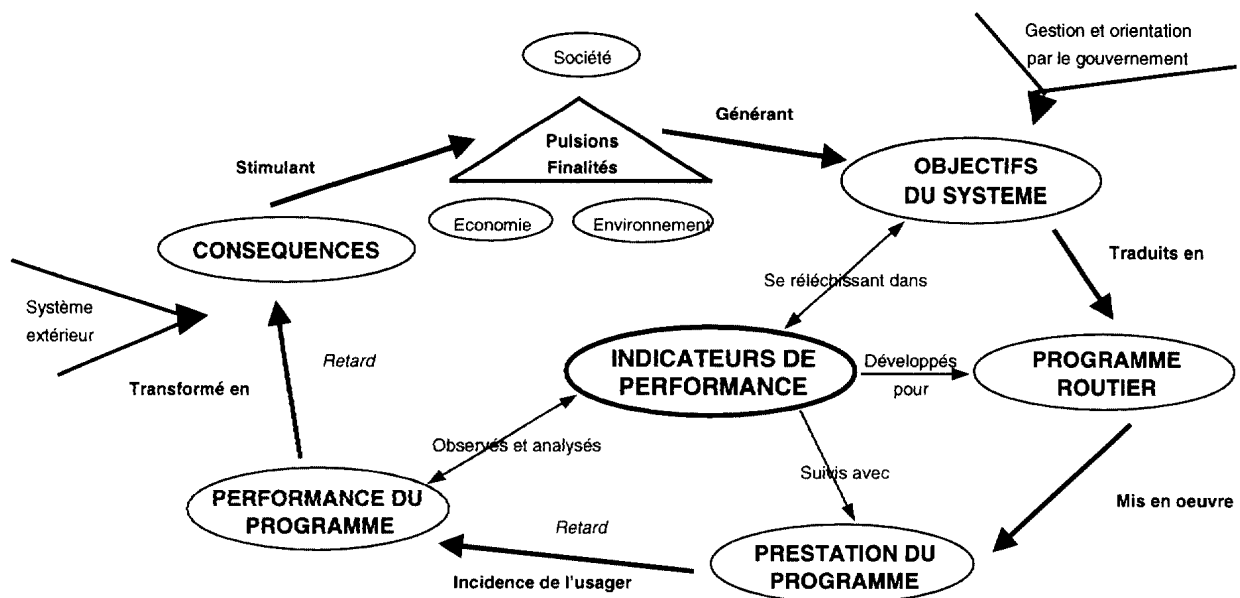 Gestion et orientation
par le gouvernement
Société
Générant
Pulsions
Finalités
Stimulant
OBJECTIFS
DU SYSTEME
Economie
Environnement
CONSEQUENCES
Traduits en
Se réléchissant dans
Système
extérieur
Retard
Transformé en
INDICATEURS DE
PERFORMANCE
Développés
pour
PROGRAMME
ROUTIER
Observés et analysés
Suivis avec
PERFORMANCE DU
PROGRAMME
Mis en oeuvre
Retard
PRESTATION DU
PROGRAMME
Incidence de l'usager